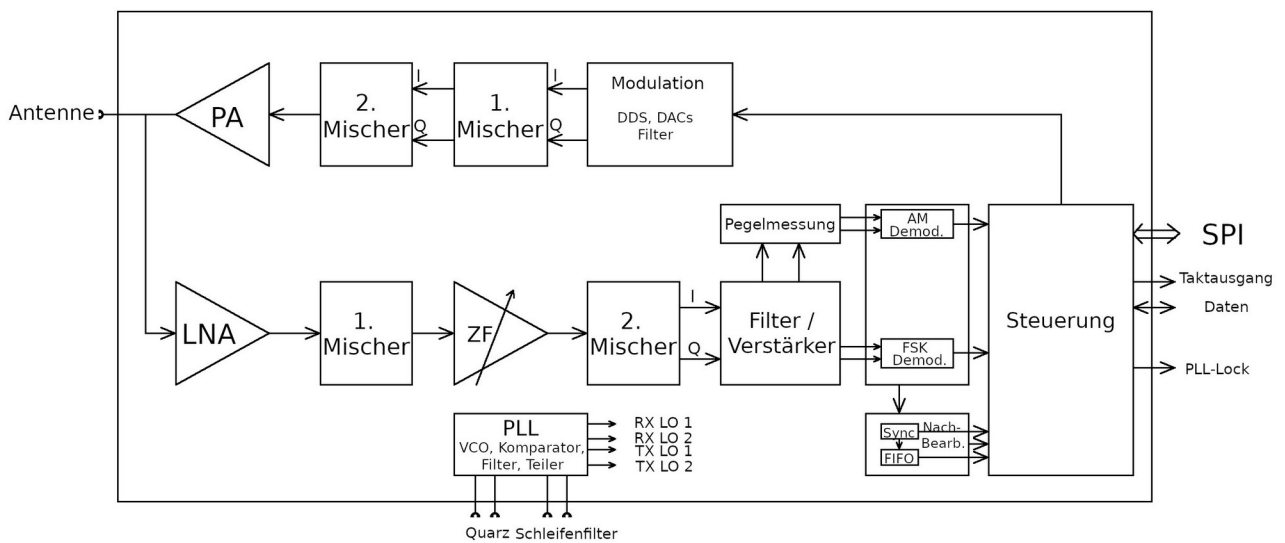 Antenne
PA
2.
Mischer
I
Q
1.
Mischer
I
Q
Modulation
DDS, DACs
Filter
LNA
1.
Mischer
ZF
2.
Mischer
I
Q
Filter /
Verstärker
Pegelmessung
AM
Demod.
FSK
Demod.
Sync
FIFO
Nach-
Bearb.
Steuerung
SPI
Taktausgang
Daten
PLL-Lock
PLL
VCO, Komparator,
Filter, Teiler
RX LO 1
RX LO 2
TX LO 1
TX LO 2
Quarz
Schleifenfilter